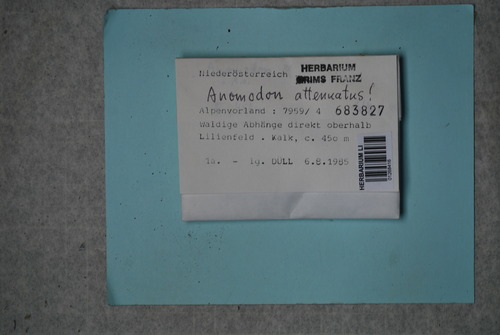 HERBARIUM
Niederösterreich GRIMS FRANZ
Anomodon attenuatus!
Alpenvorland : 7959/ 4 683827
waldige Abhänge direkt oberhalb
Lilienfeld . Kalk, c. 450 m
- lg. DÜLL 6.8.1985
HERBARIUM LI